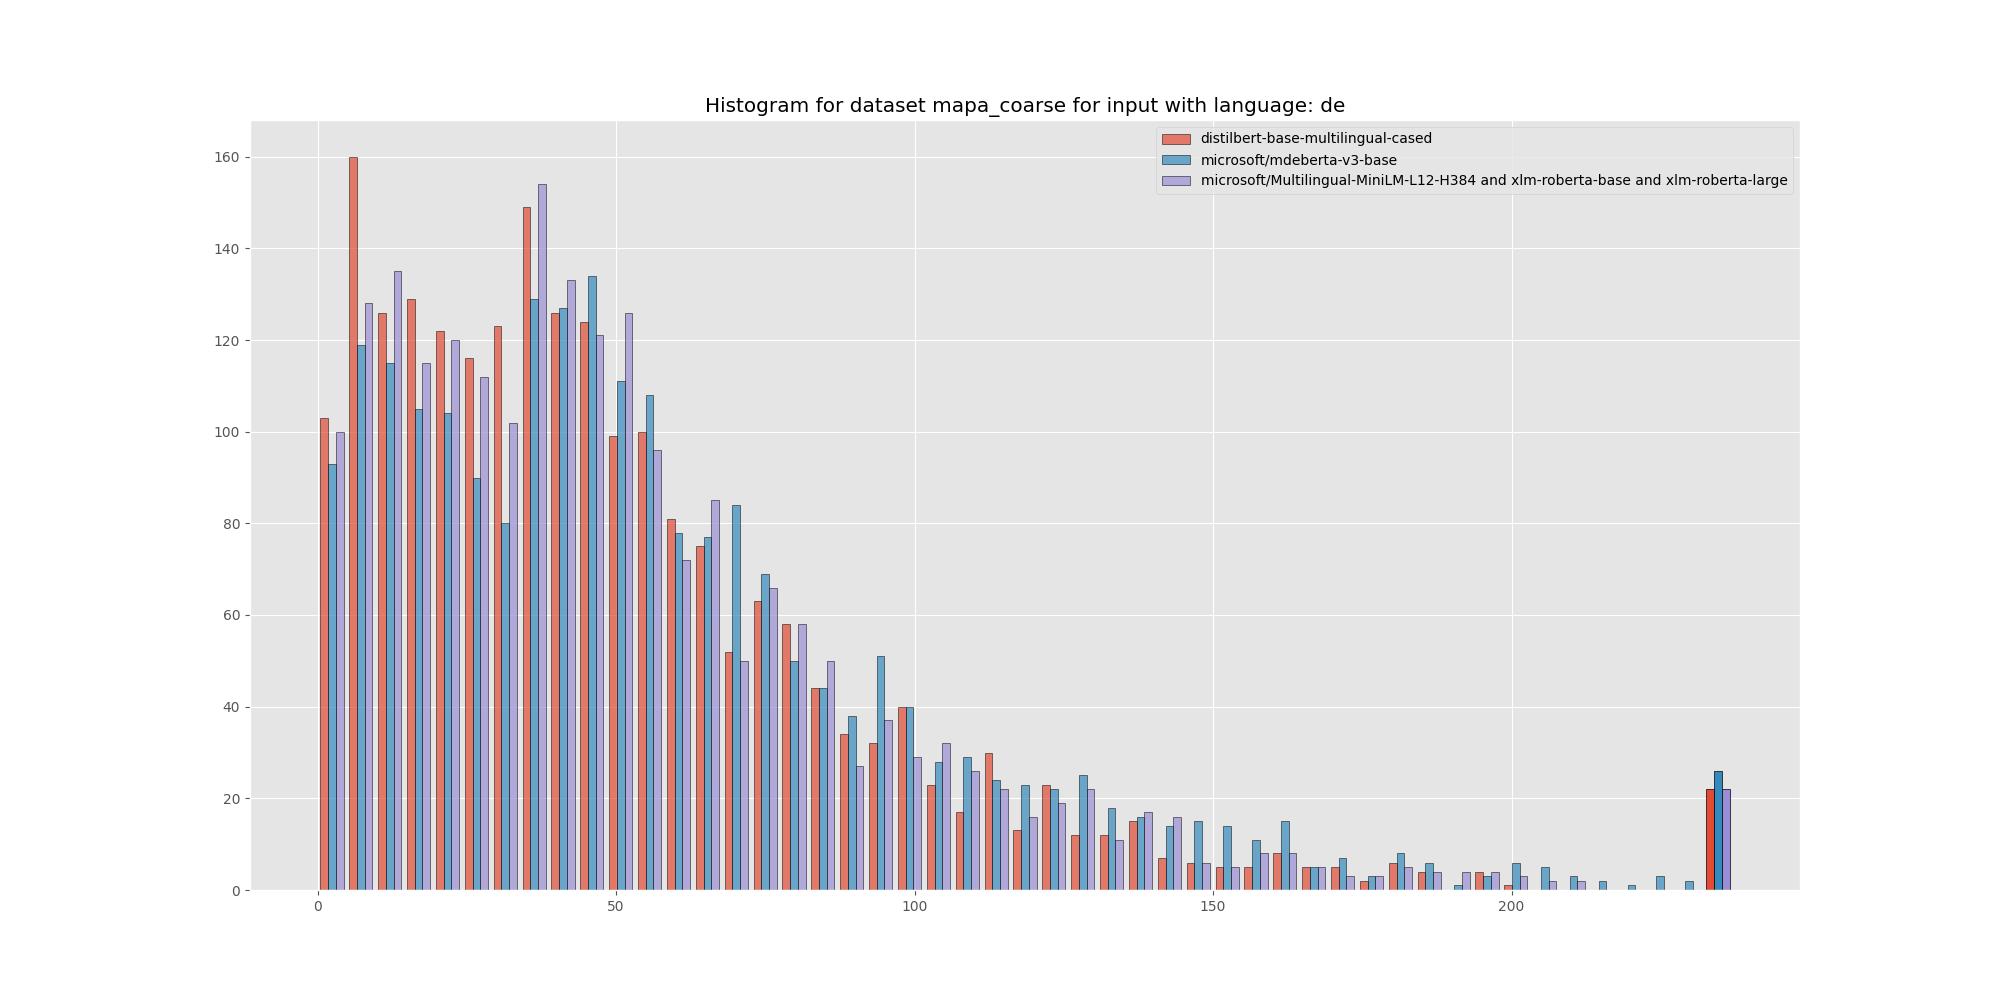 Histogram for dataset mapa_coarse for input with language: de
distilbert-base-multilingual-cased
microsoft/mdeberta-v3-base
microsoft/Multilingual-MiniLM-L12-H384 and xlm-roberta-base and xlm-roberta-large
160
140
120
100
80
60
40
20
0
0 50 100 150 200